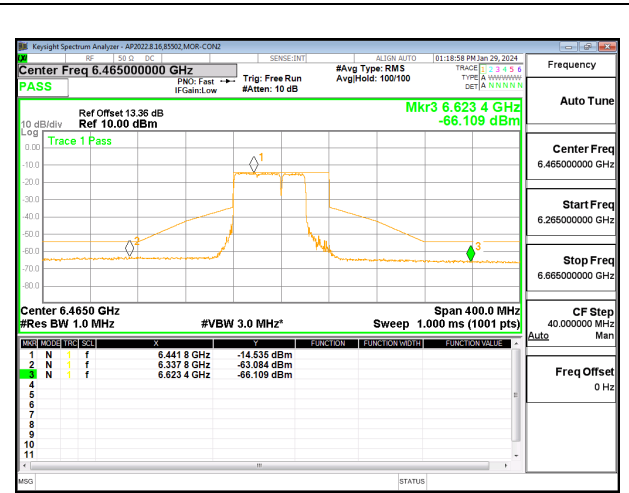 Keysight Spectrum Analyzer - AP2022.8.16,85502,MOR-CON2
RF 50 Ω DC SENSE:INT ALIGN AUTO 01:18:58 PM Jan 29, 2024
Center Freq 6.465000000 GHz
PASS
PNO: Fast
IFGain:Low
Trig: Free Run
#Atten: 10 dB
#Avg Type: RMS
Avg|Hold: 100/100
TRACE 1 2 3 4 5 6
TYPE A WWWWW
DET A N N N N N
Ref Offset 13.36 dB
10 dB/div Ref 10.00 dBm
Mkr3 6.623 4 GHz
-66.109 dBm
Log
Trace 1 Pass
0.00
-10.0
-20.0
-30.0
-40.0
-50.0
-60.0
-70.0
-80.0
1
2
3
Center 6.4650 GHz Span 400.0 MHz
#Res BW 1.0 MHz #VBW 3.0 MHz* Sweep 1.000 ms (1001 pts)
MKR MODE TRC SCL X Y FUNCTION FUNCTION WIDTH FUNCTION VALUE
1 N 1 f 6.441 8 GHz -14.535 dBm
2 N 1 f 6.337 8 GHz -63.084 dBm
3 N 1 f 6.623 4 GHz -66.109 dBm
4
5
6
7
8
9
10
11
MSG STATUS
Frequency
Auto Tune
Center Freq
6.465000000 GHz
Start Freq
6.265000000 GHz
Stop Freq
6.665000000 GHz
CF Step
40.000000 MHz
Auto Man
Freq Offset
0 Hz